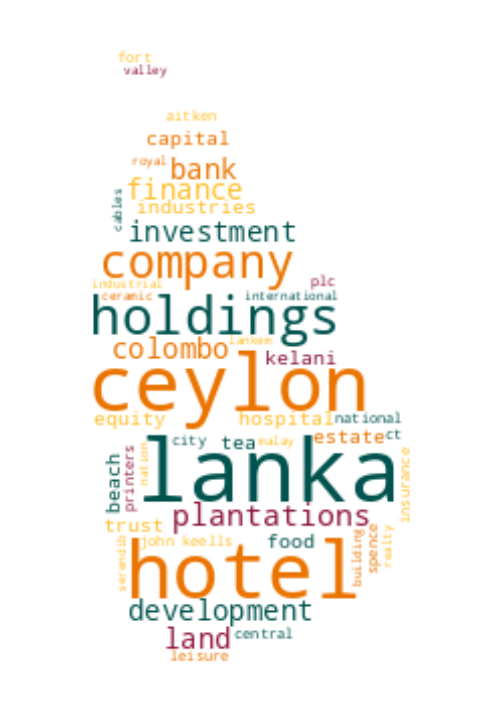 fort
valley
aitken
capital
royal bank
cables
finance
industries
investment
company
industrial
plc
ceramic
international
holdings
lankem
colombo
kelani
ceylon
equity hospital national
estate ct
city tea malay
lanka
nation
printers
beach
insurance
plantations
trust
spence
building
realty
john keells food
serendib
hotel
development
land central
leisure